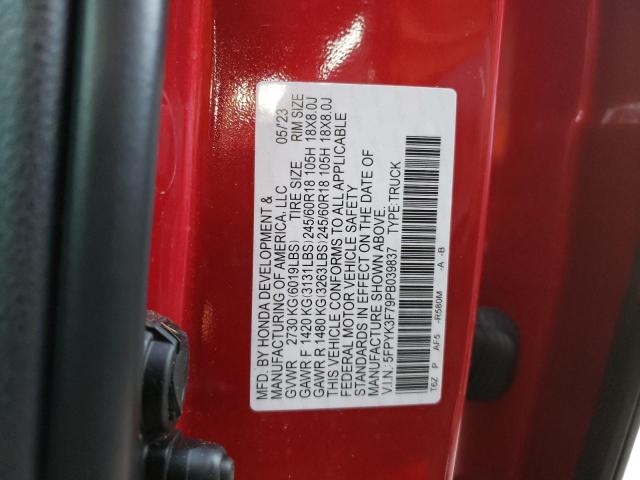 MFD. BY HONDA DEVELOPMENT &
MANUFACTURING OF AMERICA, LLC 05/'23
GVWR 2730 KG(6019LBS) TIRE SIZE RIM SIZE
GAWR F 1420 KG(3131LBS)245/60R18 105H 18X8.0J
GAWR R 1480 KG(3263LBS)245/60R18 105H 18X8.0J
THIS VEHICLE CONFORMS TO ALL APPLICABLE
FEDERAL MOTOR VEHICLE SAFETY
STANDARDS IN EFFECT ON THE DATE OF
MANUFACTURE SHOWN ABOVE.
V.I.N.: 5FPYK3F79PB039837 TYPE:TRUCK
T6Z P AF5 -R580M -A -B